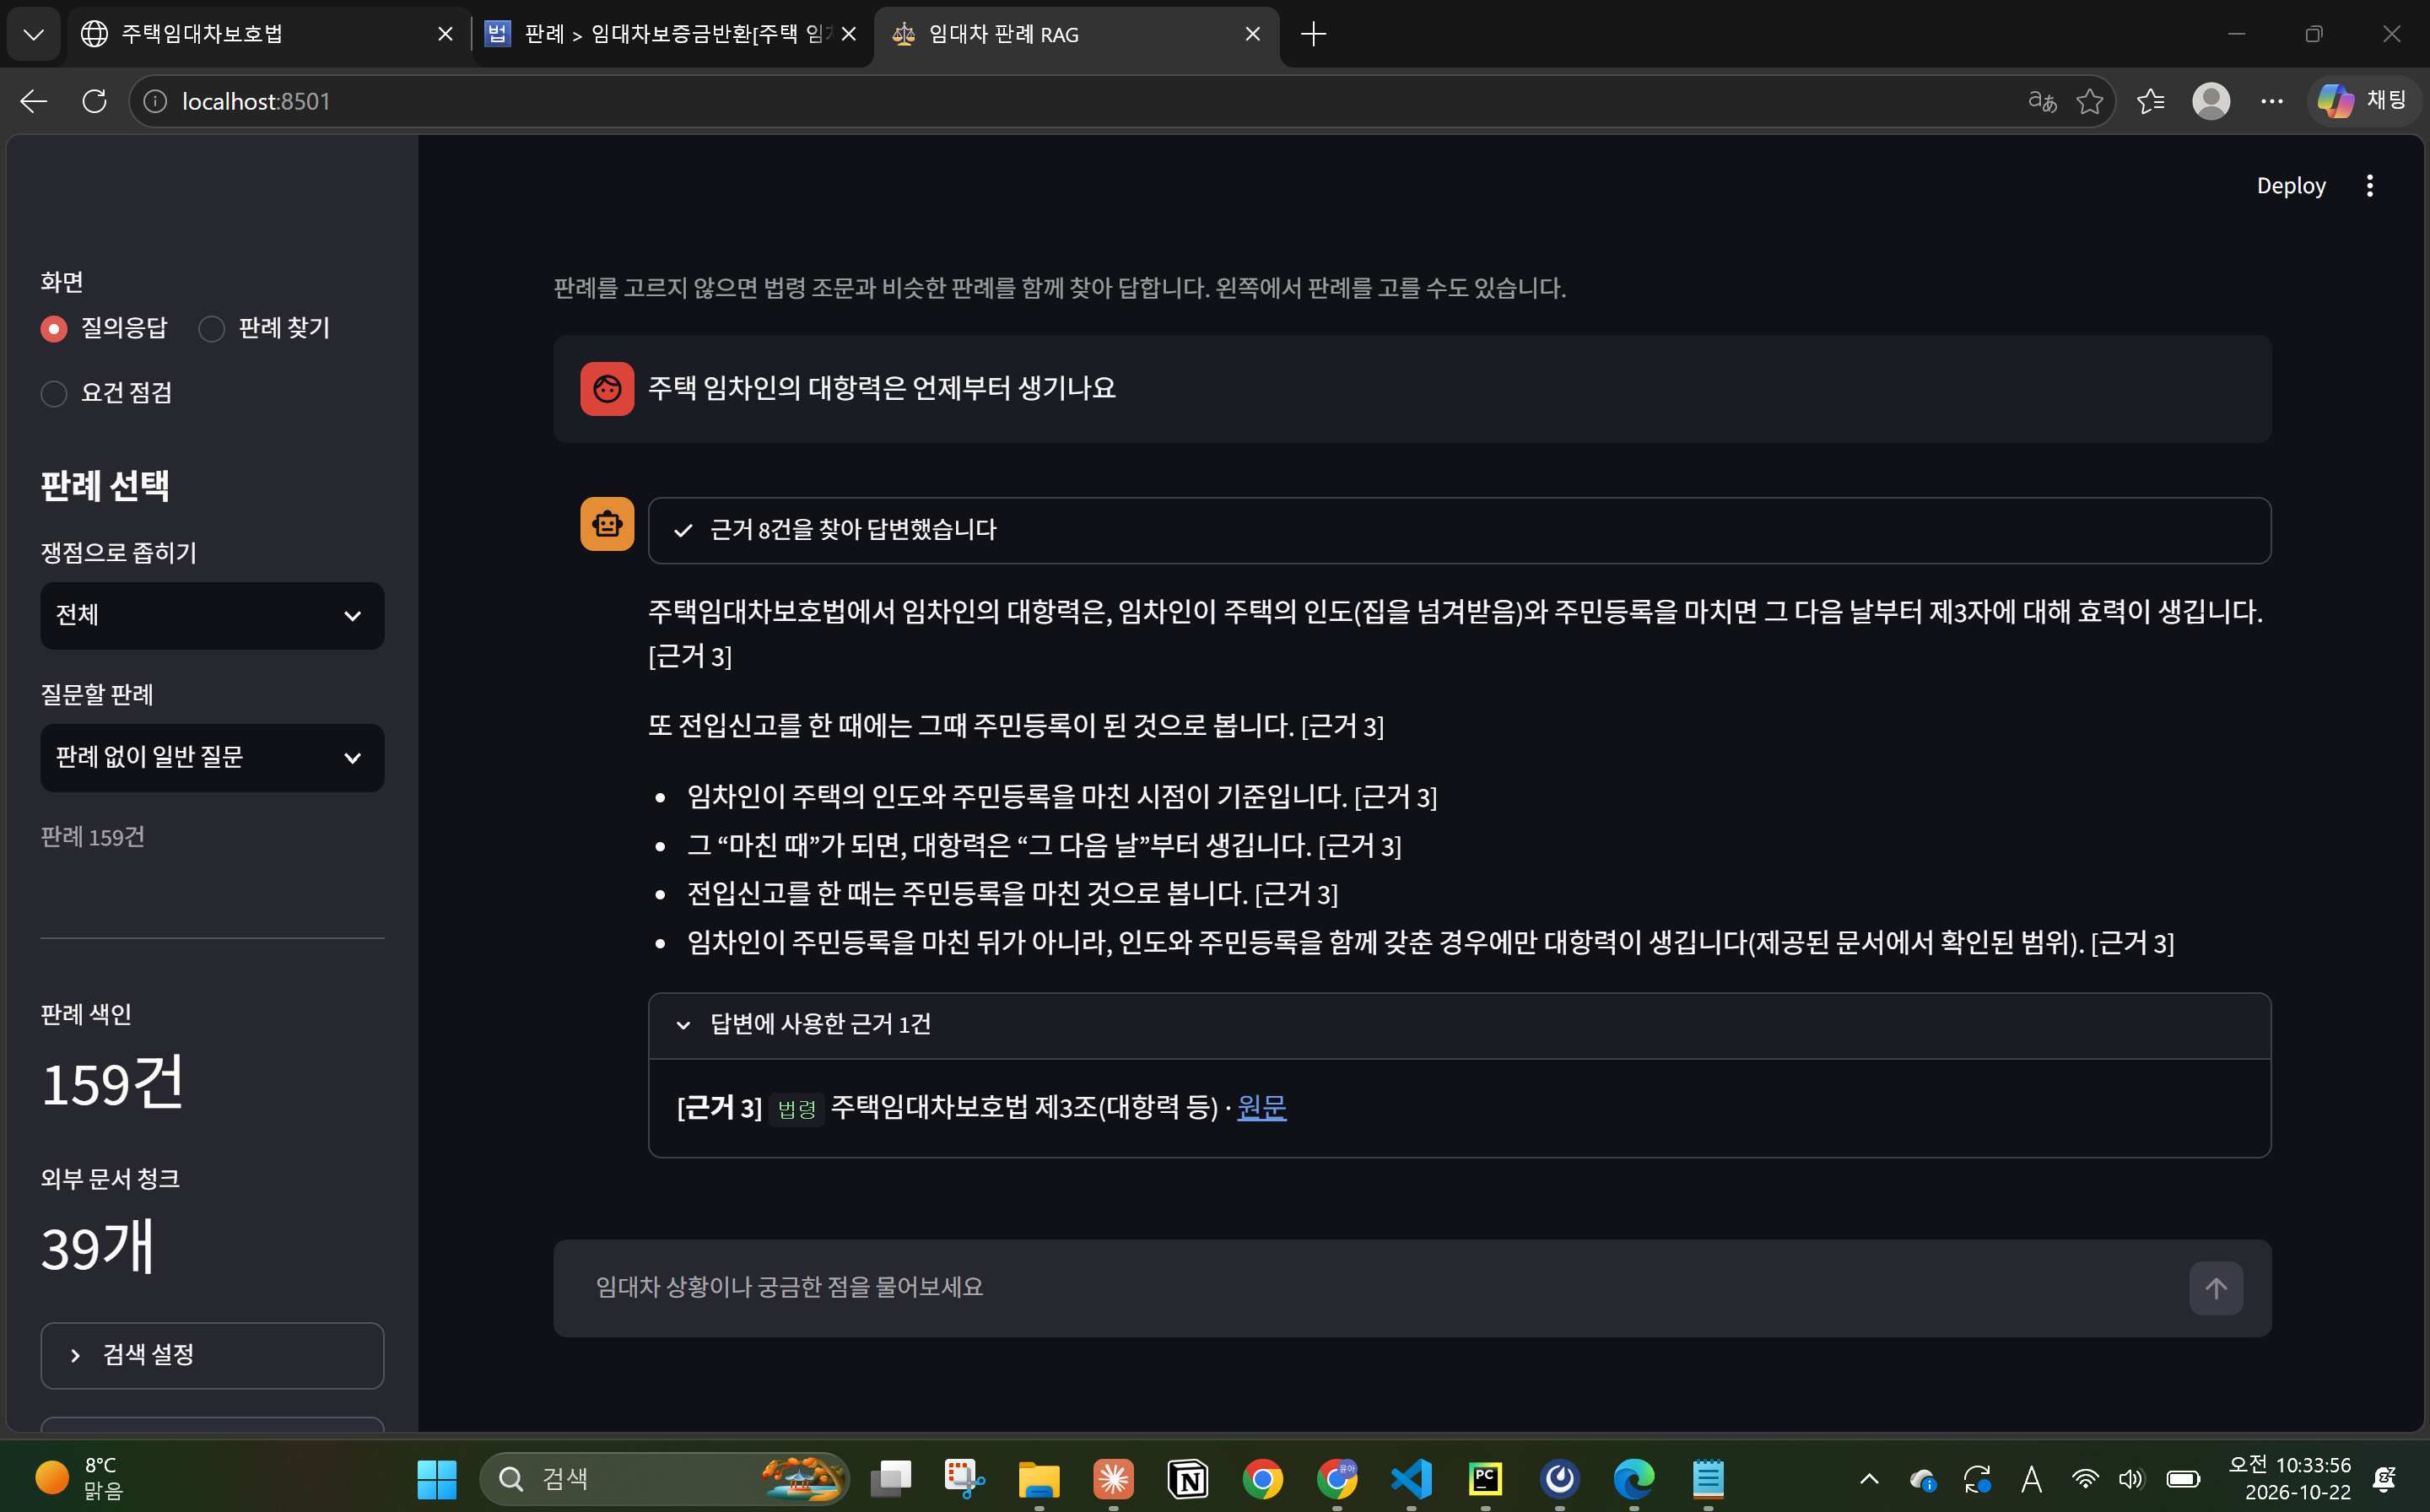 주택임대차보호법
법
판례 > 임대차보증금반환[주택 임
임대차 판례 RAG
localhost:8501
채팅
Deploy
화면
질의응답
판례 찾기
요건 점검
판례 선택
쟁점으로 좁히기
전체
질문할 판례
판례 없이 일반 질문
판례 159건
판례 색인
159건
외부 문서 청크
39개
검색 설정
판례를 고르지 않으면 법령 조문과 비슷한 판례를 함께 찾아 답합니다. 왼쪽에서 판례를 고를 수도 있습니다.
주택 임차인의 대항력은 언제부터 생기나요
근거 8건을 찾아 답변했습니다
주택임대차보호법에서 임차인의 대항력은, 임차인이 주택의 인도(집을 넘겨받음)와 주민등록을 마치면 그 다음 날부터 제3자에 대해 효력이 생깁니다.
[근거 3]
또 전입신고를 한 때에는 그때 주민등록이 된 것으로 봅니다. [근거 3]
• 임차인이 주택의 인도와 주민등록을 마친 시점이 기준입니다. [근거 3]
• 그 “마친 때”가 되면, 대항력은 “그 다음 날”부터 생깁니다. [근거 3]
• 전입신고를 한 때는 주민등록을 마친 것으로 봅니다. [근거 3]
• 임차인이 주민등록을 마친 뒤가 아니라, 인도와 주민등록을 함께 갖춘 경우에만 대항력이 생깁니다(제공된 문서에서 확인된 범위). [근거 3]
답변에 사용한 근거 1건
[근거 3] 법령 주택임대차보호법 제3조(대항력 등) · 원문
임대차 상황이나 궁금한 점을 물어보세요
8°C
맑음
검색
윤아
PC
A
오전 10:33:56
2026-10-22